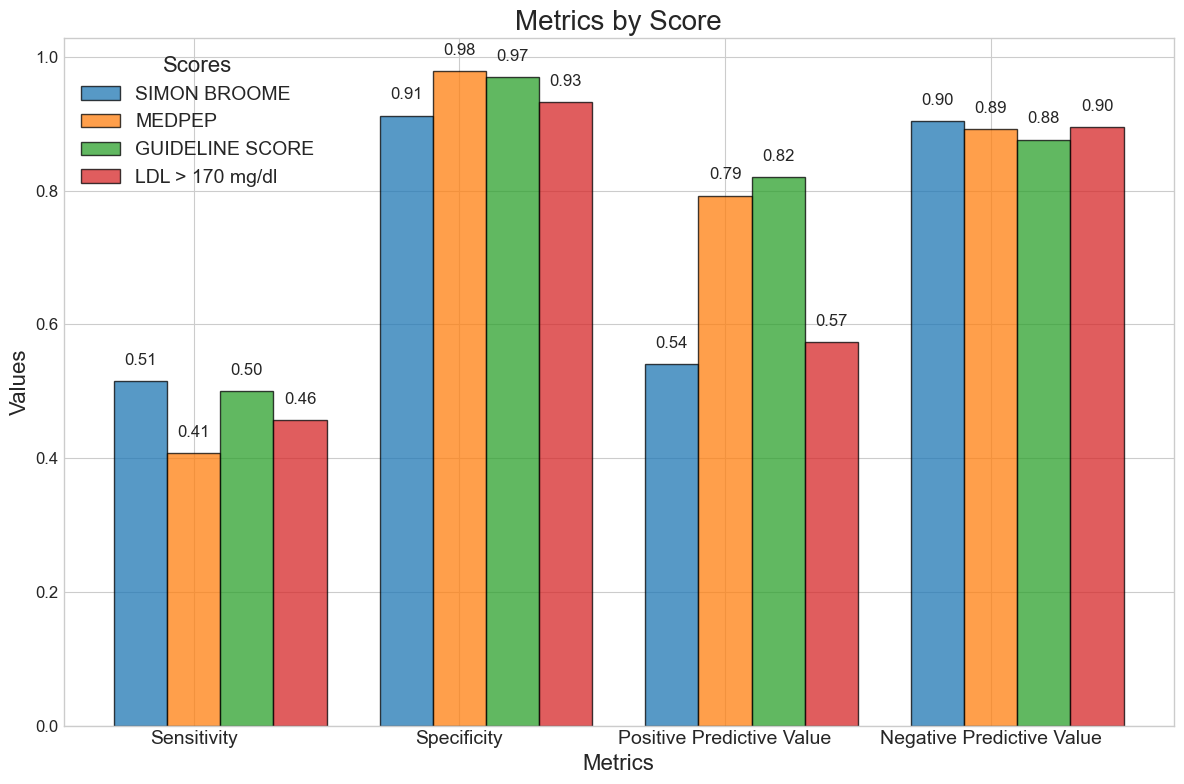 Metrics by Score
Scores
SIMON BROOME
MEDPEP
GUIDELINE SCORE
LDL > 170 mg/dl
Values
1.0
0.8
0.6
0.4
0.2
0.0
0.51
0.41
0.50
0.46
0.91
0.98
0.97
0.93
0.54
0.79
0.82
0.57
0.90
0.89
0.88
0.90
Sensitivity
Specificity
Positive Predictive Value
Negative Predictive Value
Metrics